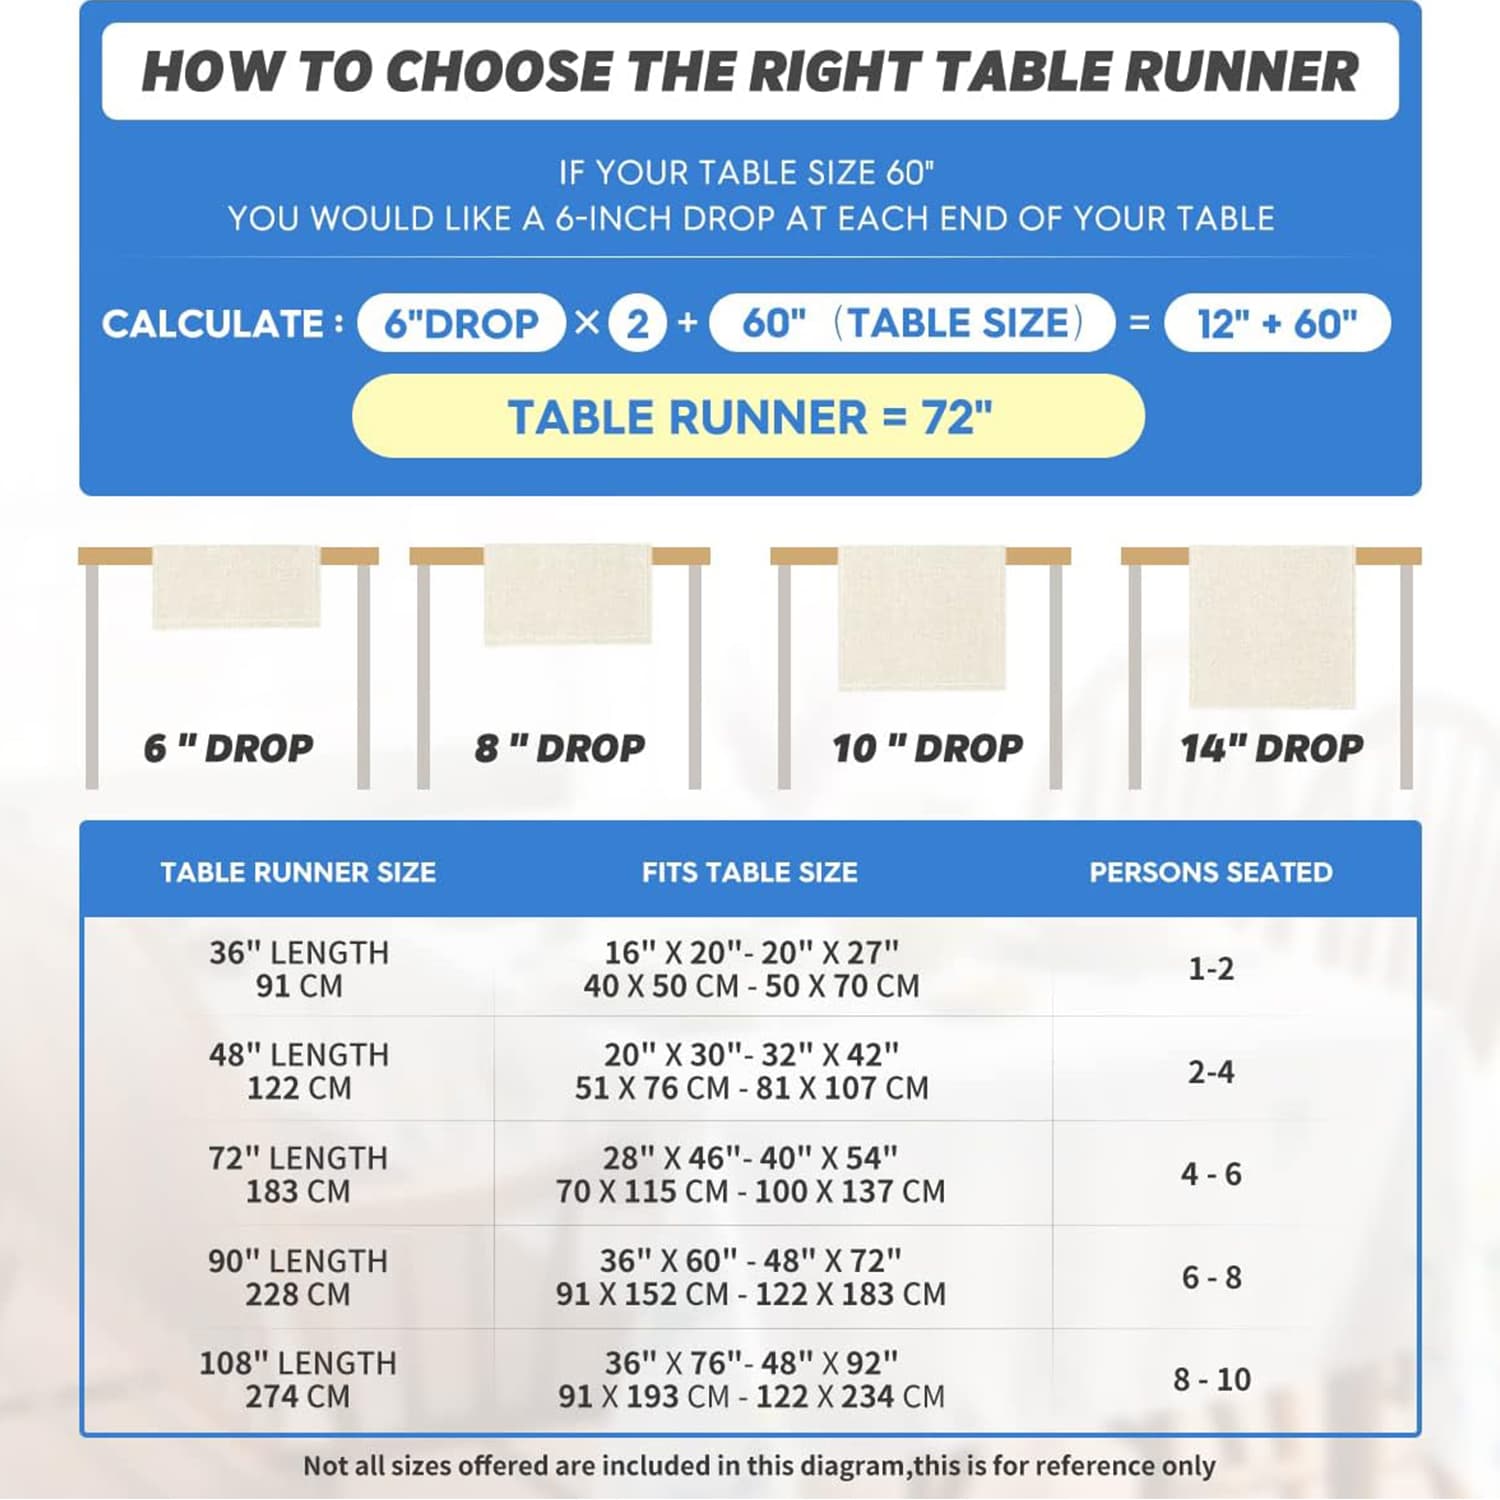 HOW TO CHOOSE THE RIGHT TABLE RUNNER
IF YOUR TABLE SIZE 60"
YOU WOULD LIKE A 6-INCH DROP AT EACH END OF YOUR TABLE
CALCULATE : 6"DROP × 2 + 60" (TABLE SIZE) = 12" + 60"
TABLE RUNNER = 72"
6 " DROP 8 " DROP 10 " DROP 14" DROP
TABLE RUNNER SIZE FITS TABLE SIZE PERSONS SEATED
36" LENGTH 16" X 20"- 20" X 27"
91 CM 40 X 50 CM - 50 X 70 CM
1-2
48" LENGTH 20" X 30"- 32" X 42"
122 CM 51 X 76 CM - 81 X 107 CM
2-4
72" LENGTH 28" X 46"- 40" X 54"
183 CM 70 X 115 CM - 100 X 137 CM
4 - 6
90" LENGTH 36" X 60" - 48" X 72"
228 CM 91 X 152 CM - 122 X 183 CM
6 - 8
108" LENGTH 36" X 76"- 48" X 92"
274 CM 91 X 193 CM - 122 X 234 CM
8 - 10
Not all sizes offered are included in this diagram,this is for reference only